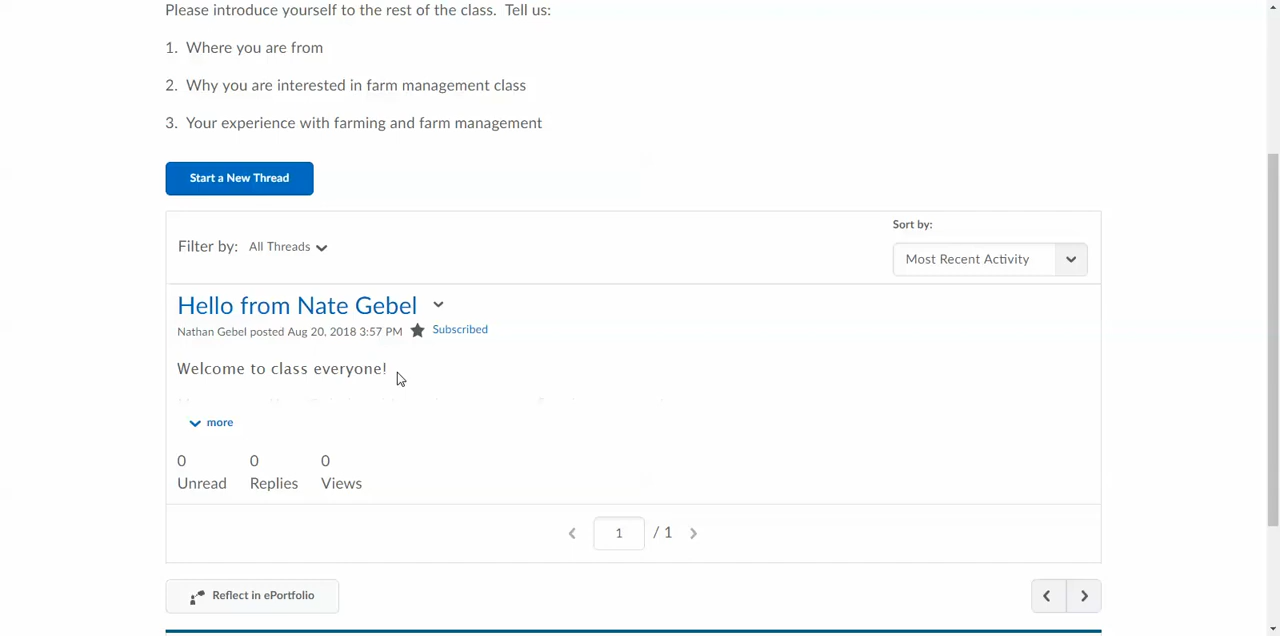 Please introduce yourself to the rest of the class. Tell us:
1. Where you are from
2. Why you are interested in farm management class
3. Your experience with farming and farm management
Start a New Thread
Filter by: All Threads
Sort by:
Most Recent Activity
Hello from Nate Gebel
Nathan Gebel posted Aug 20, 2018 3:57 PM Subscribed
Welcome to class everyone!
more
0 0 0
Unread Replies Views
1 / 1
Reflect in ePortfolio